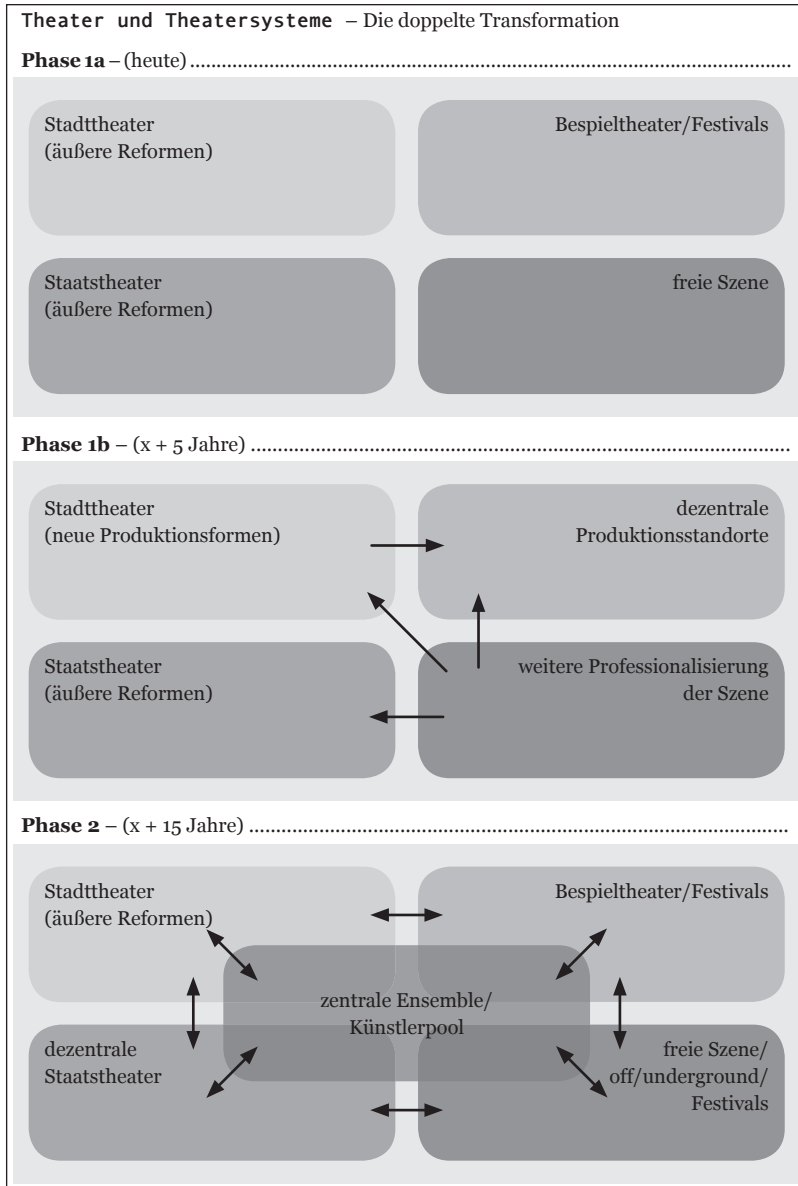 Theater und Theatersysteme – Die doppelte Transformation
Phase 1a – (heute)
Stadttheater
(äußere Reformen)
Bespieltheater/Festivals
Staatstheater
(äußere Reformen)
freie Szene
Phase 1b – (x + 5 Jahre)
Stadttheater
(neue Produktionsformen)
dezentrale
Produktionsstandorte
Staatstheater
(äußere Reformen)
weitere Professionalisierung
der Szene
Phase 2 – (x + 15 Jahre)
Stadttheater
(äußere Reformen)
Bespieltheater/Festivals
zentrale Ensemble/
Künstlerpool
dezentrale
Staatstheater
freie Szene/
off/underground/
Festivals